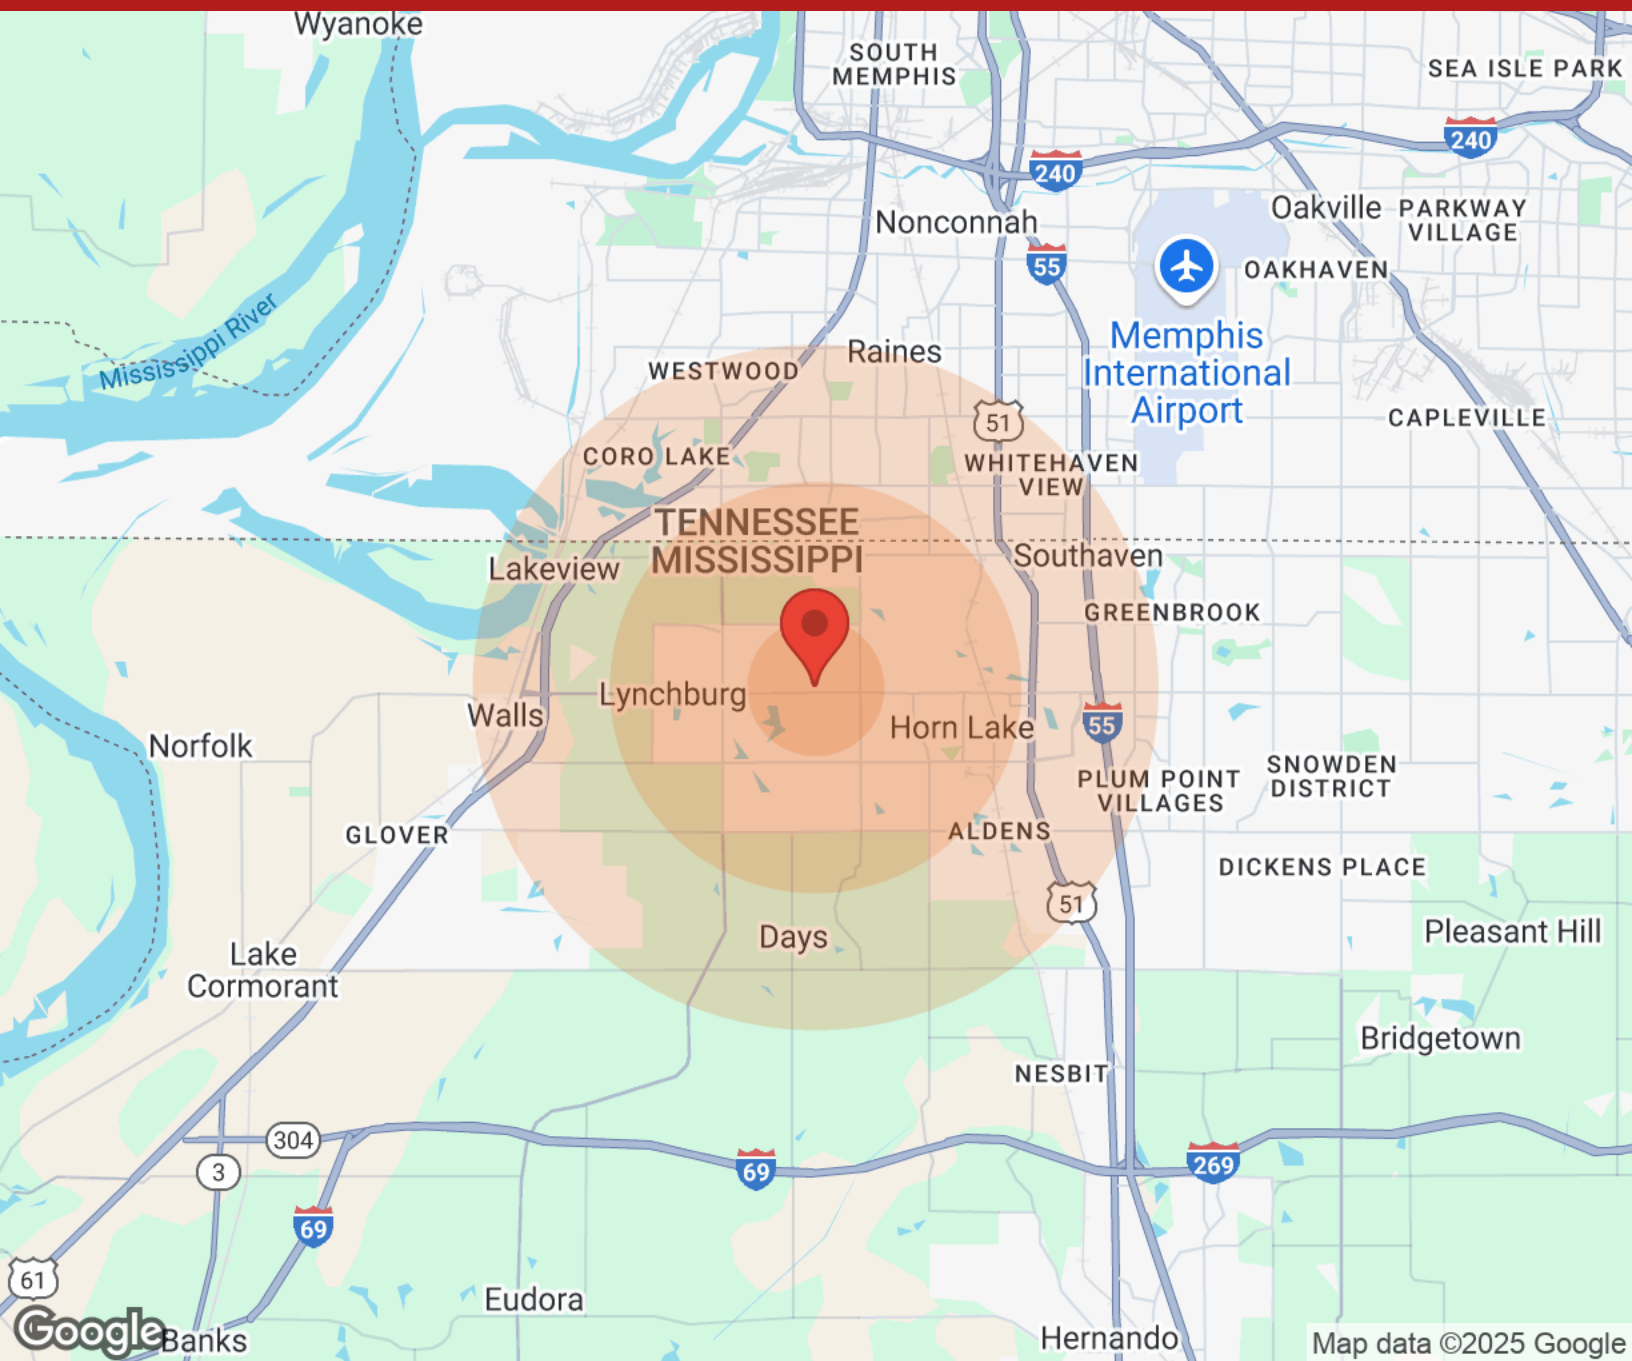 Wyanoke
SOUTH
MEMPHIS
SEA ISLE PARK
240
240
Nonconnah
Oakville
PARKWAY
VILLAGE
55
OAKHAVEN
Mississippi River
Memphis
International
Airport
Raines
WESTWOOD
51
CAPLEVILLE
CORO LAKE
WHITEHAVEN
VIEW
TENNESSEE
MISSISSIPPI
Lakeview
Southaven
GREENBROOK
Lynchburg
Walls
Horn Lake
55
Norfolk
PLUM POINT
VILLAGES
SNOWDEN
DISTRICT
GLOVER
ALDENS
DICKENS PLACE
51
Days
Pleasant Hill
Lake
Cormorant
Bridgetown
NESBIT
304
3
69
269
69
61
Eudora
Google
Banks
Hernando
Map data ©2025 Google